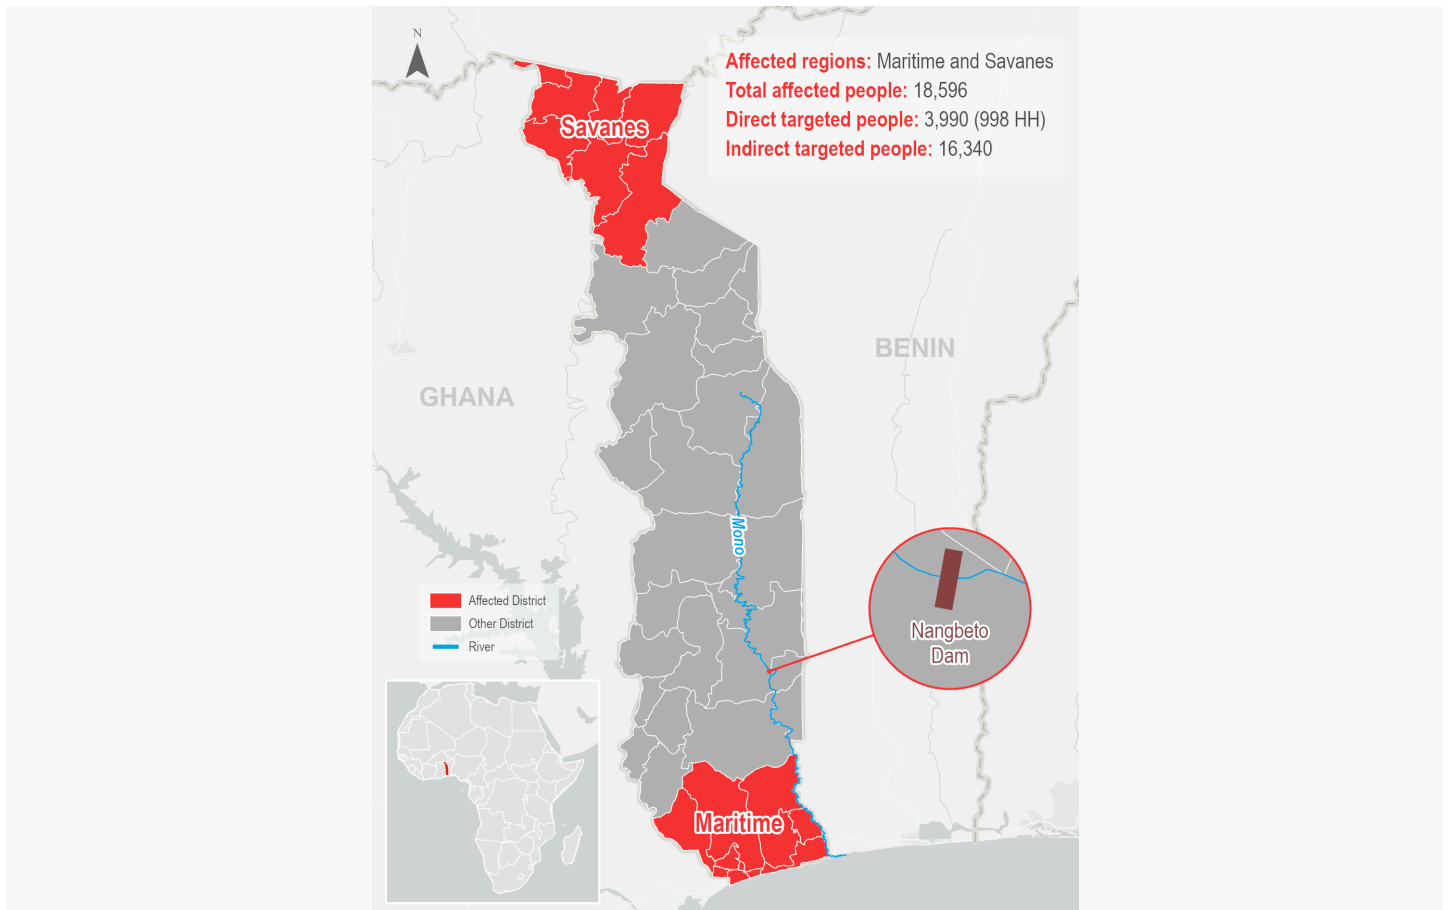 N
Affected regions: Maritime and Savanes
Total affected people: 18,596
Direct targeted people: 3,990 (998 HH)
Indirect targeted people: 16,340
Savanes
BENIN
GHANA
Mono
Affected District
Other District
River
Nangbeto
Dam
Maritime